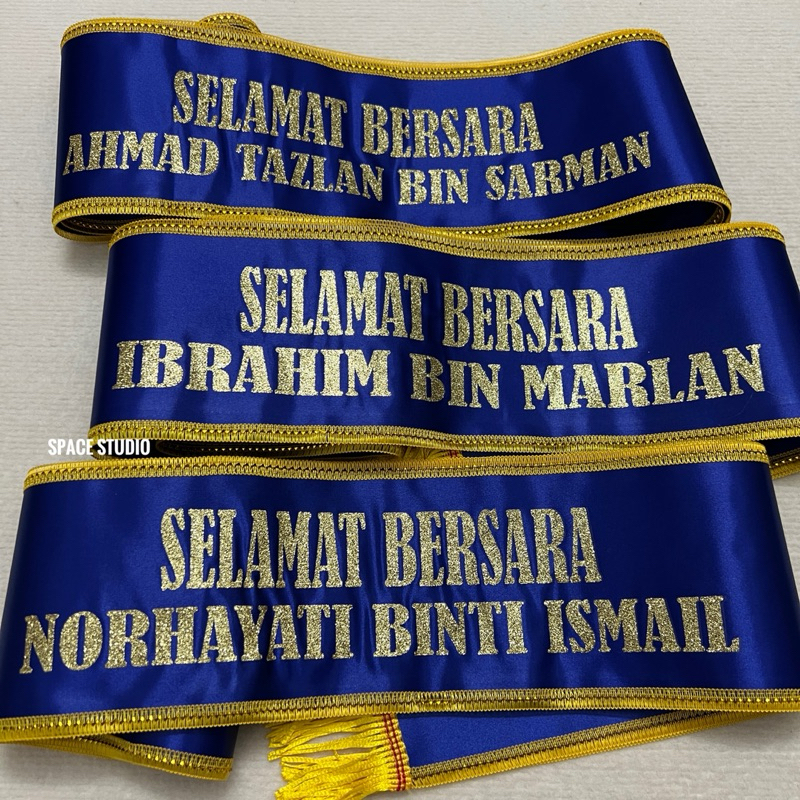 SELAMAT BERSARA
AHMAD TAZLAN BIN SARMAN
SELAMAT BERSARA
IBRAHIM BIN MARLAN
SPACE STUDIO
SELAMAT BERSARA
NORHAYATI BINTI ISMAIL